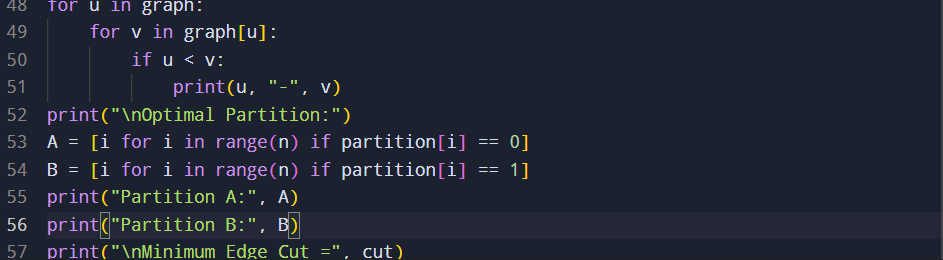 48 for u in graph:
49     for v in graph[u]:
50         if u < v:
51             print(u, "-", v)
52 print("\nOptimal Partition:")
53 A = [i for i in range(n) if partition[i] == 0]
54 B = [i for i in range(n) if partition[i] == 1]
55 print("Partition A:", A)
56 print("Partition B:", B)
57 print("\nMinimum Edge Cut =", cut)